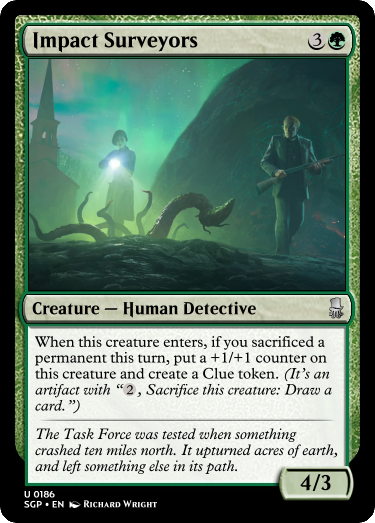 Impact Surveyors 3
Creature — Human Detective
When this creature enters, if you sacrificed a
permanent this turn, put a +1/+1 counter on
this creature and create a Clue token. (It's an
artifact with “2, Sacrifice this creature: Draw a
card.”)
The Task Force was tested when something
crashed ten miles north. It upturned acres of earth,
and left something else in its path.
4/3
U 0186
SGP • EN Richard Wright